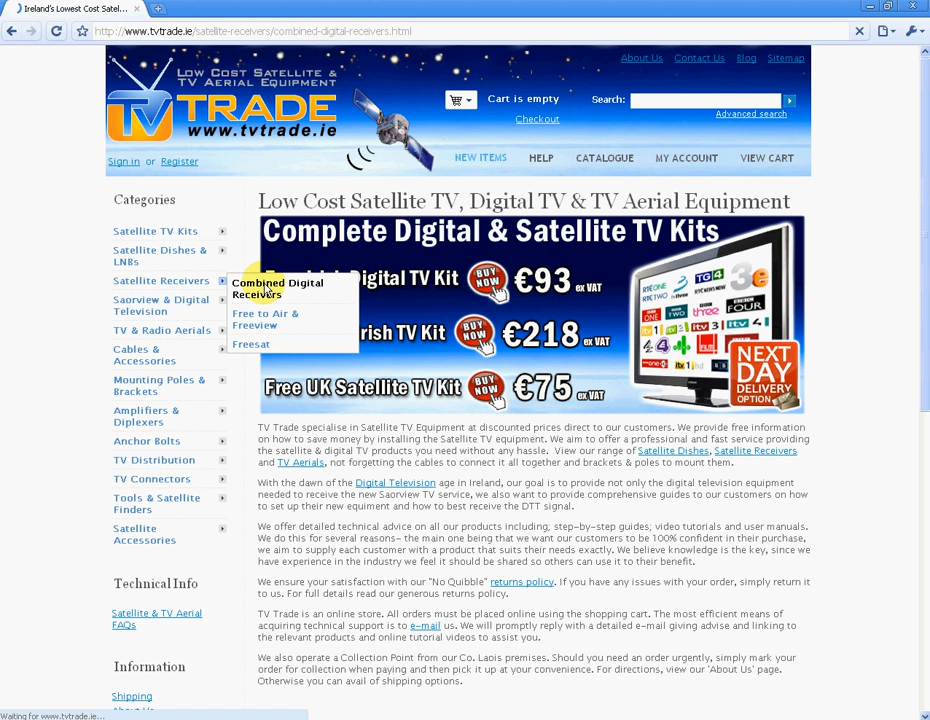 Ireland's Lowest Cost Satel...
http://www.tvtrade.ie/satellite-receivers/combined-digital-receivers.html
About Us Contact Us Blog Sitemap
LOW COST SATELLITE &
TV AERIAL EQUIPMENT
TV TRADE
www.tvtrade.ie
Cart is empty
Checkout
Search:
Advanced search
Sign in or Register
NEW ITEMS HELP CATALOGUE MY ACCOUNT VIEW CART
Categories
Satellite TV Kits
Satellite Dishes &
LNBs
Satellite Receivers
Saorview & Digital
Television
TV & Radio Aerials
Cables &
Accessories
Mounting Poles &
Brackets
Amplifiers &
Diplexers
Anchor Bolts
TV Distribution
TV Connectors
Tools & Satellite
Finders
Satellite
Accessories
Technical Info
Satellite & TV Aerial
FAQs
Information
Shipping
About Us
Combined Digital
Receivers
Free to Air &
Freeview
Freesat
Low Cost Satellite TV, Digital TV & TV Aerial Equipment
Complete Digital & Satellite TV Kits
Digital TV Kit BUY NOW €93 ex VAT
rish TV Kit BUY NOW €218 ex VAT
Free UK Satellite TV Kit BUY NOW €75 ex VAT
NEXT
DAY
DELIVERY
OPTION
TV Trade specialise in Satellite TV Equipment at discounted prices direct to our customers. We provide free information
on how to save money by installing the Satellite TV equipment. We aim to offer a professional and fast service providing
the satellite & digital TV products you need without any hassle. View our range of Satellite Dishes, Satellite Receivers
and TV Aerials, not forgetting the cables to connect it all together and brackets & poles to mount them.
With the dawn of the Digital Television age in Ireland, our goal is to provide not only the digital television equipment
needed to receive the new Saorview TV service, we also want to provide comprehensive guides to our customers on how
to set up their new equiment and how to best receive the DTT signal.
We offer detailed technical advice on all our products including; step-by-step guides; video tutorials and user manuals.
We do this for several reasons- the main one being that we want our customers to be 100% confident in their purchase,
we aim to supply each customer with a product that suits their needs exactly. We believe knowledge is the key, since we
have experience in the industry we feel it should be shared so others can use it to their benefit.
We ensure your satisfaction with our "No Quibble" returns policy. If you have any issues with your order, simply return it
to us. For full details read our generous returns policy.
TV Trade is an online store. All orders must be placed online using the shopping cart. The most efficient means of
acquiring technical support is to e-mail us. We will promptly reply with a detailed e-mail giving advise and linking to
the relevant products and online tutorial videos to assist you.
We also operate a Collection Point from our Co. Laois premises. Should you need an order urgently, simply mark your
order for collection when paying and then pick it up at your convenience. For directions, view our 'About Us' page.
Otherwise you can avail of shipping options.
Waiting for www.tvtrade.ie...